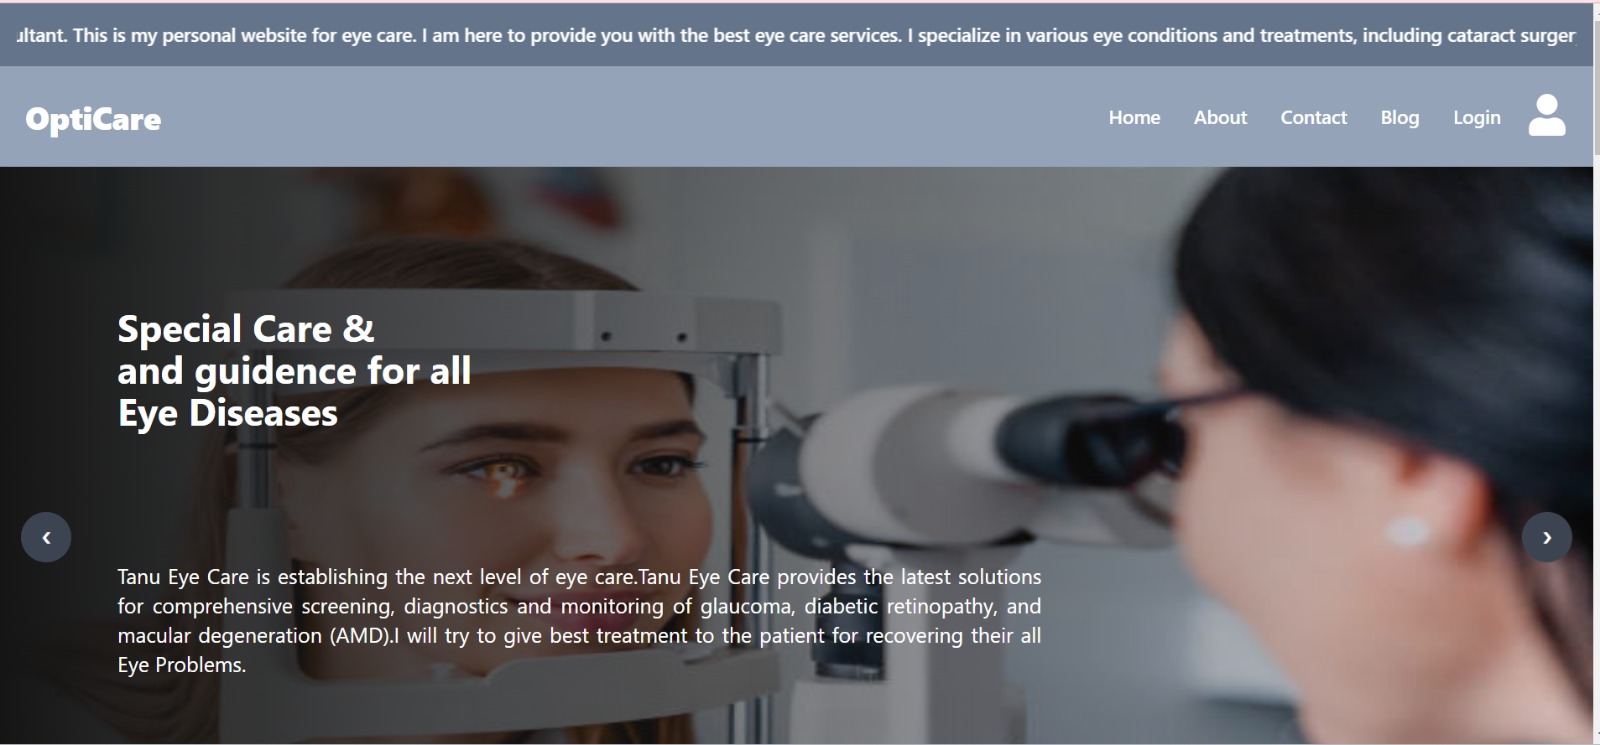 This is my personal website for eye care. I am here to provide you with the best eye care services. I specialize in various eye conditions and treatments, including cataract
OptiCare
Home About Contact Blog Login
Special Care &
and guidence for all
Eye Diseases
‹ ›
Tanu Eye Care is establishing the next level of eye care.Tanu Eye Care provides the latest solutions
for comprehensive screening, diagnostics and monitoring of glaucoma, diabetic retinopathy, and
macular degeneration (AMD).I will try to give best treatment to the patient for recovering their all
Eye Problems.